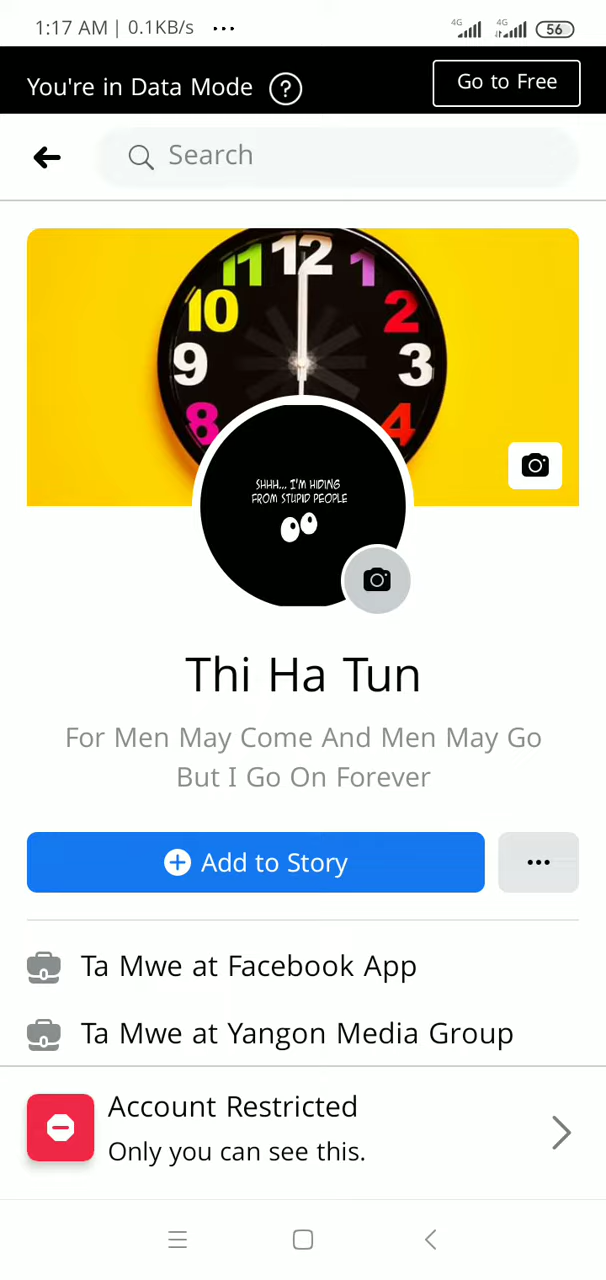 1:17 AM | 0.1KB/s ...
4G 4G 56
You're in Data Mode ? Go to Free
Search
11 12 1
10 2
9 3
8 4
SHHH... I'M HIDING
FROM STUPID PEOPLE
Thi Ha Tun
For Men May Come And Men May Go
But I Go On Forever
Add to Story
Ta Mwe at Facebook App
Ta Mwe at Yangon Media Group
Account Restricted
Only you can see this.